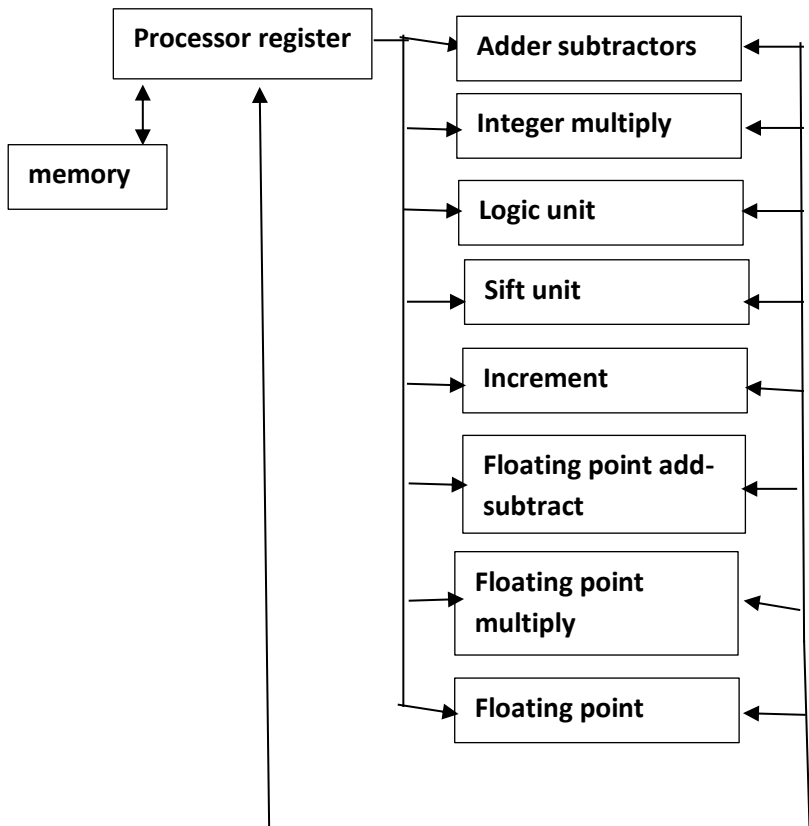 Processor register
Adder subtractors
Integer multiply
memory
Logic unit
Sift unit
Increment
Floating point add-
subtract
Floating point
multiply
Floating point